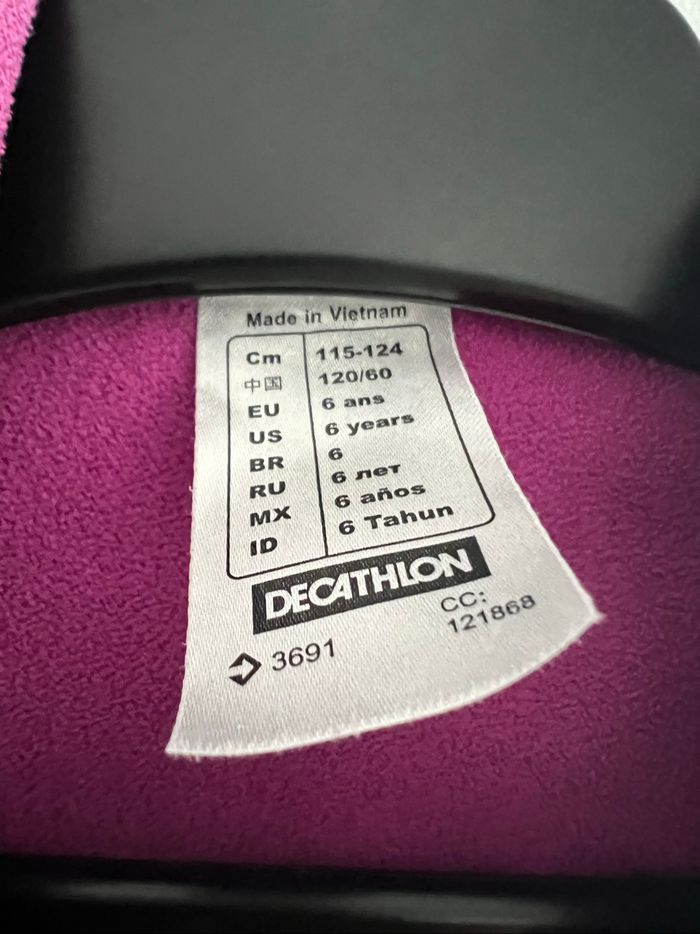 Made in Vietnam
Cm 115-124
中国 120/60
EU 6 ans
US 6 years
BR 6
RU 6 лет
MX 6 años
ID 6 Tahun
DECATHLON
3691
CC:
121868